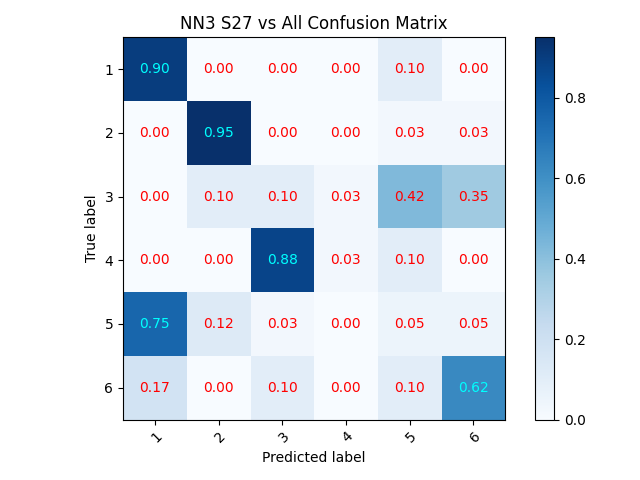 NN3 S27 vs All Confusion Matrix
True label
1 0.90 0.00 0.00 0.00 0.10 0.00
2 0.00 0.95 0.00 0.00 0.03 0.03
3 0.00 0.10 0.10 0.03 0.42 0.35
4 0.00 0.00 0.88 0.03 0.10 0.00
5 0.75 0.12 0.03 0.00 0.05 0.05
6 0.17 0.00 0.10 0.00 0.10 0.62
1 2 3 4 5 6
Predicted label
0.8
0.6
0.4
0.2
0.0